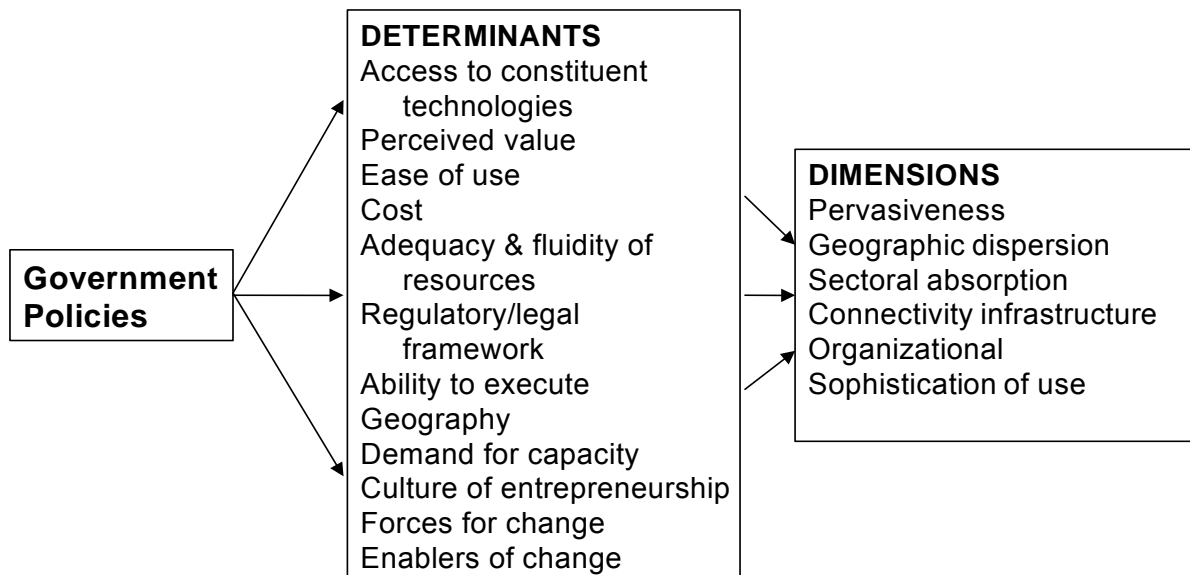 Government
Policies
DETERMINANTS
Access to constituent
technologies
Perceived value
Ease of use
Cost
Adequacy & fluidity of
resources
Regulatory/legal
framework
Ability to execute
Geography
Demand for capacity
Culture of entrepreneurship
Forces for change
Enablers of change
DIMENSIONS
Pervasiveness
Geographic dispersion
Sectoral absorption
Connectivity infrastructure
Organizational
Sophistication of use